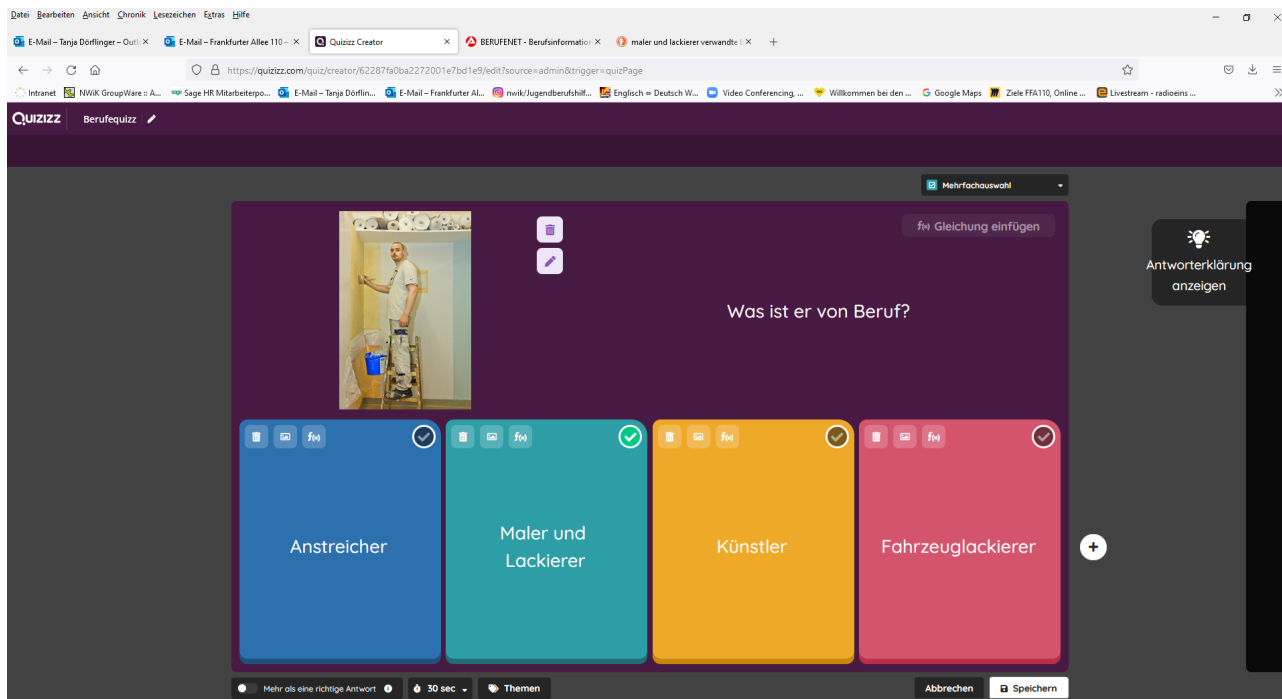 Datei Bearbeiten Ansicht Chronik Lesezeichen Extras Hilfe
E-Mail – Tanja Dörflinger – Outl E-Mail – Frankfurter Allee 110 – Quizizz Creator BERUFENET - Berufsinformation maler und lackierer verwandte
https://quizizz.com/quiz/creator/62287fa0ba2272001e7bd1e9/edit?source=admin&trigger=quizPage
Intranet NWiK GroupWare :: A... Sage HR Mitarbeiterpo... E-Mail – Tanja Dörflin... E-Mail – Frankfurter Al... nwik/Jugendberufshilf... Englisch ⇔ Deutsch W... Video Conferencing, ... Willkommen bei den ... Google Maps Ziele FFA110, Online ... Livestream - radioeins ...
QUIZIZZ Berufequizz
Mehrfachauswahl
f(x) Gleichung einfügen
Antworterklärung
anzeigen
Was ist er von Beruf?
f(x) f(x) f(x) f(x)
Anstreicher
Maler und
Lackierer
Künstler
Fahrzeuglackierer
Mehr als eine richtige Antwort 30 sec Themen Abbrechen Speichern